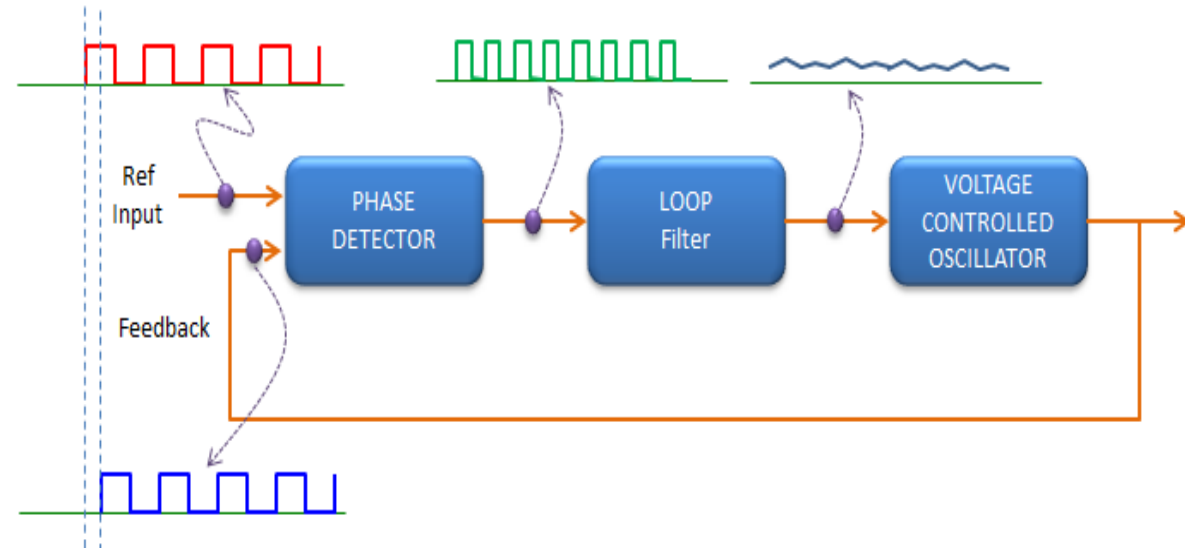 Ref
Input
PHASE
DETECTOR
LOOP
Filter
VOLTAGE
CONTROLLED
OSCILLATOR
Feedback